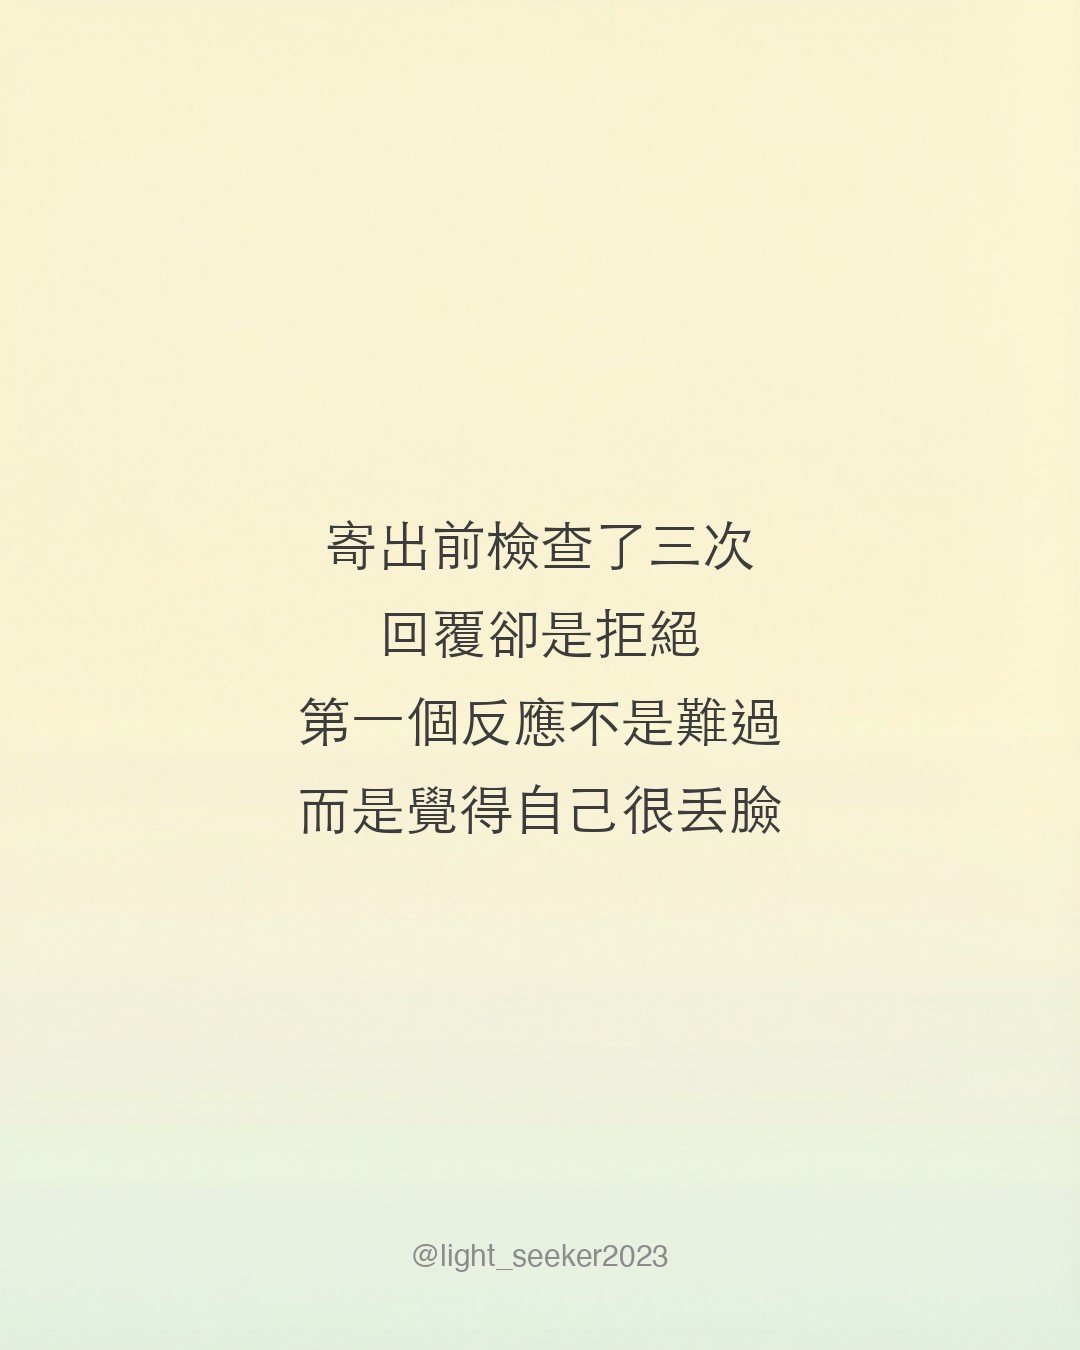 寄出前檢查了三次
回覆卻是拒絕
第一個反應不是難過
而是覺得自己很丟臉
@light_seeker2023